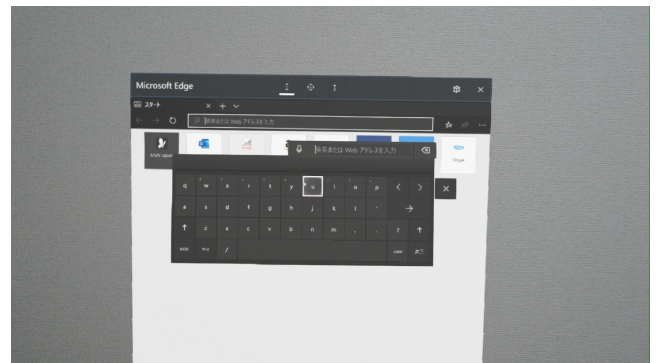 Microsoft Edge
スタート
検索または Web アドレスを入力
検索または Web アドレスを入力
Skype
q w e r t y u i o p
a s d f g h j k l '
z x c v b n m , . ?
/ .com